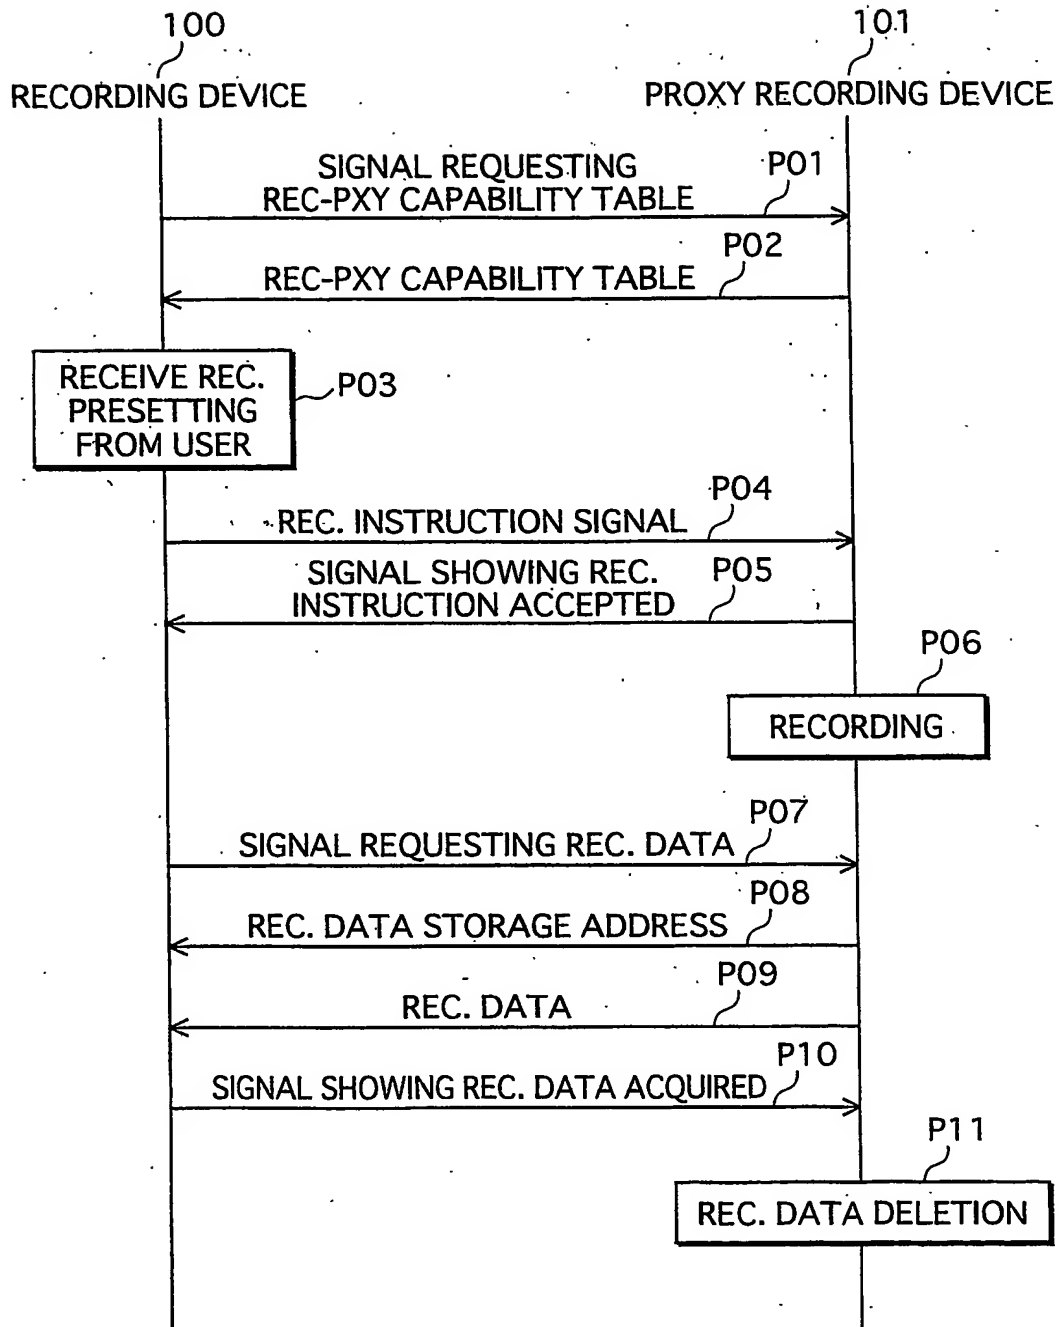 100
101
RECORDING DEVICE
PROXY RECORDING DEVICE
SIGNAL REQUESTING
REC-PXY CAPABILITY TABLE
P01
P02
REC-PXY CAPABILITY TABLE
RECEIVE REC.
PRESETTING
FROM USER
P03
P04
REC. INSTRUCTION SIGNAL
SIGNAL SHOWING REC.
INSTRUCTION ACCEPTED
P05
P06
RECORDING
P07
SIGNAL REQUESTING REC. DATA
P08
REC. DATA STORAGE ADDRESS
P09
REC. DATA
P10
SIGNAL SHOWING REC. DATA ACQUIRED
P11
REC. DATA DELETION